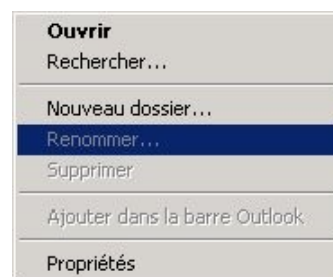 Ouvrir
Rechercher...
Nouveau dossier...
Renommer...
Supprimer
Ajouter dans la barre Outlook
Propriétés